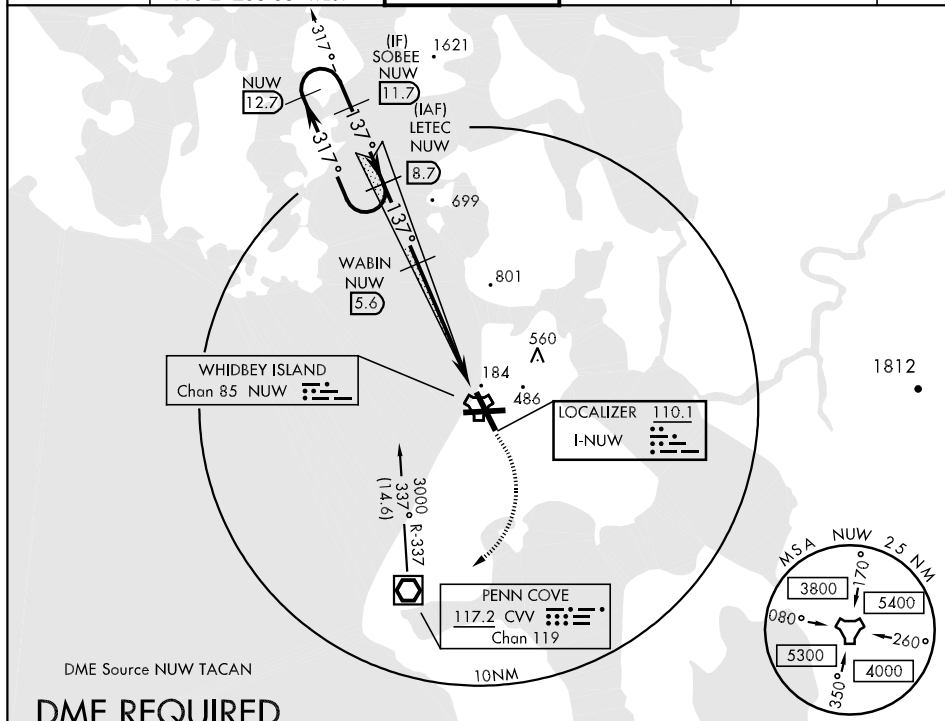 317°
(IF)
SOBEE
NUW
11.7
1621
NUW
12.7
(IAF)
LETEC
NUW
8.7
137°
317°
699
137°
WABIN
NUW
5.6
801
560
184
486
1812
WHIDBEY ISLAND
Chan 85 NUW
LOCALIZER 110.1
I-NUW
3000
337° R-337
(14.6)
PENN COVE
117.2 CVV
Chan 119
MSA NUW 25 NM
170°
3800
5400
080°
260°
5300
4000
350°
10NM
DME Source NUW TACAN
DME REQUIRED